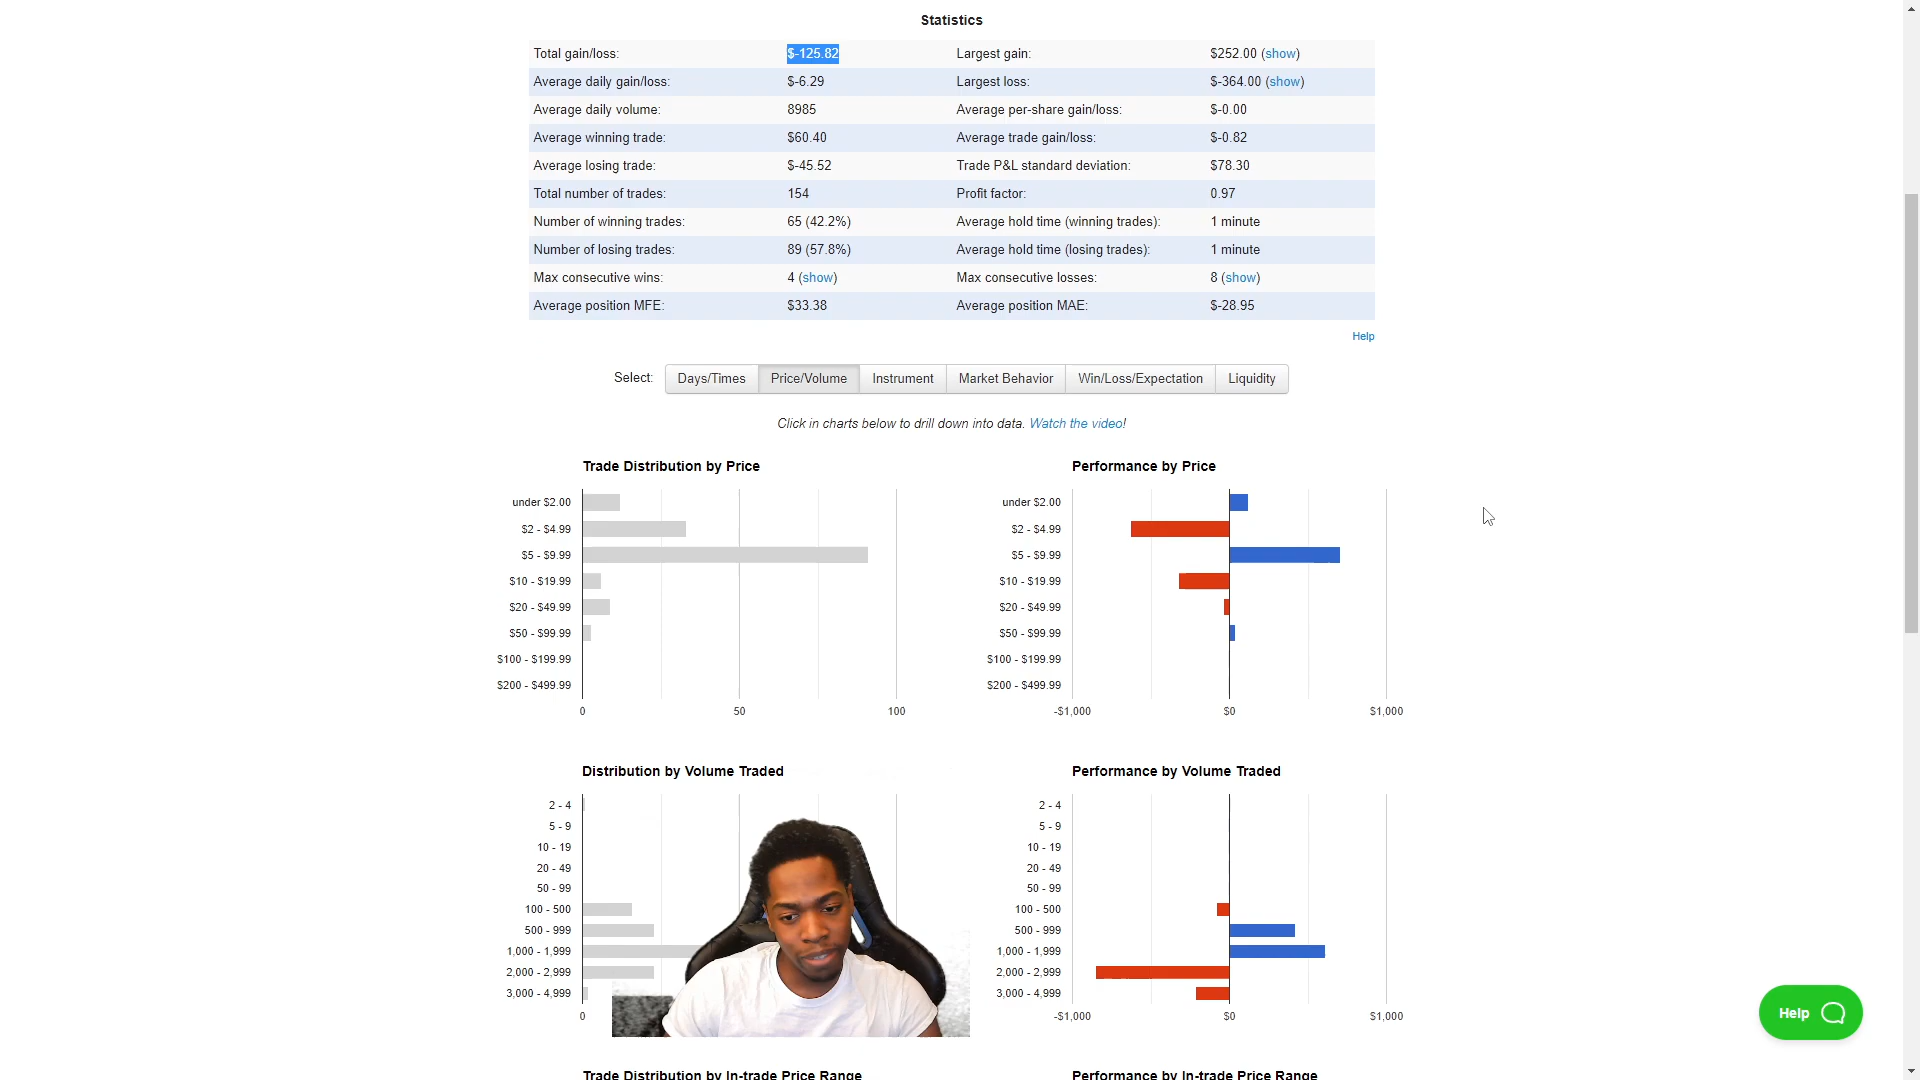 Statistics
Total gain/loss: $-125.82 Largest gain: $252.00 (show)
Average daily gain/loss: $-6.29 Largest loss: $-364.00 (show)
Average daily volume: 8985 Average per-share gain/loss: $-0.00
Average winning trade: $60.40 Average trade gain/loss: $-0.82
Average losing trade: $-45.52 Trade P&L standard deviation: $78.30
Total number of trades: 154 Profit factor: 0.97
Number of winning trades: 65 (42.2%) Average hold time (winning trades): 1 minute
Number of losing trades: 89 (57.8%) Average hold time (losing trades): 1 minute
Max consecutive wins: 4 (show) Max consecutive losses: 8 (show)
Average position MFE: $33.38 Average position MAE: $-28.95
Help
Select: Days/Times Price/Volume Instrument Market Behavior Win/Loss/Expectation Liquidity
Click in charts below to drill down into data. Watch the video!
Trade Distribution by Price
under $2.00
$2 - $4.99
$5 - $9.99
$10 - $19.99
$20 - $49.99
$50 - $99.99
$100 - $199.99
$200 - $499.99
0 50 100
Performance by Price
under $2.00
$2 - $4.99
$5 - $9.99
$10 - $19.99
$20 - $49.99
$50 - $99.99
$100 - $199.99
$200 - $499.99
-$1,000 $0 $1,000
Distribution by Volume Traded
2 - 4
5 - 9
10 - 19
20 - 49
50 - 99
100 - 500
500 - 999
1,000 - 1,999
2,000 - 2,999
3,000 - 4,999
0
Performance by Volume Traded
2 - 4
5 - 9
10 - 19
20 - 49
50 - 99
100 - 500
500 - 999
1,000 - 1,999
2,000 - 2,999
3,000 - 4,999
-$1,000 $0 $1,000
Help
Trade Distribution by In-trade Price Range
Performance by In-trade Price Range